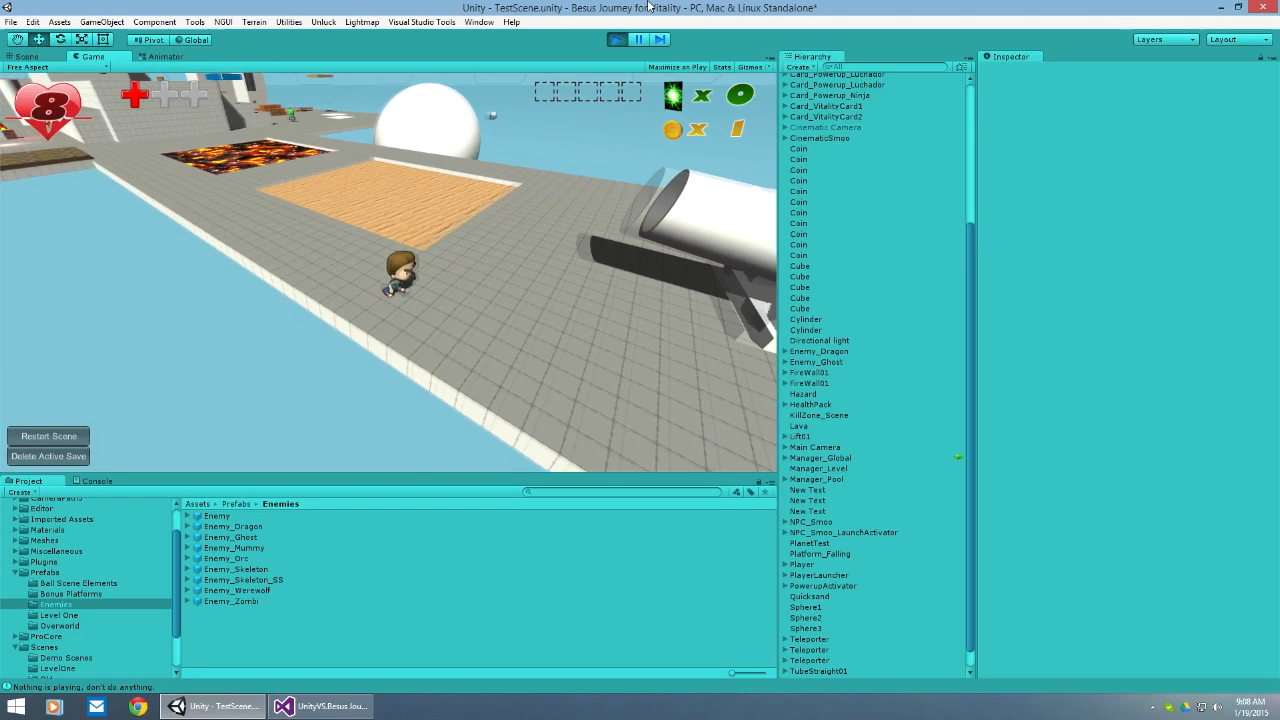 Unity - TestScene.unity - Besus Journey for Vitality - PC, Mac & Linux Standalone*
File Edit Assets GameObject Component Tools NGUI Terrain Utilities Unluck Lightmap Visual Studio Tools Window Help
Pivot Global Layers Layout
Scene Game Animator
Free Aspect Maximize on Play Stats Gizmos
8
x 0
x 1
Restart Scene
Delete Active Save
Hierarchy
Create All
Card_Powerup_Luchador
Card_Powerup_Luchador
Card_Powerup_Ninja
Card_VitalityCard1
Card_VitalityCard2
Cinematic Camera
CinematicSmoo
Coin
Coin
Coin
Coin
Coin
Coin
Coin
Coin
Coin
Coin
Coin
Cube
Cube
Cube
Cube
Cube
Cylinder
Cylinder
Directional light
Enemy_Dragon
Enemy_Ghost
FireWall01
FireWall01
Hazard
HealthPack
KillZone_Scene
Lava
Lift01
Main Camera
Manager_Global
Manager_Level
Manager_Pool
New Text
New Text
New Text
NPC_Smoo
NPC_Smoo_LaunchActivator
PlanetTest
Platform_Falling
Player
PlayerLauncher
PowerupActivator
Quicksand
Sphere1
Sphere2
Sphere3
Teleporter
Teleporter
Teleporter
TubeStraight01
Inspector
Project Console
Create
Editor
Imported Assets
Materials
Meshes
Miscellaneous
Plugins
Prefabs
Ball Scene Elements
Bonus Platforms
Enemies
Level One
Overworld
ProCore
Scenes
Demo Scenes
LevelOne
Assets Prefabs Enemies
Enemy
Enemy_Dragon
Enemy_Ghost
Enemy_Mummy
Enemy_Orc
Enemy_Skeleton
Enemy_Skeleton_SS
Enemy_Werewolf
Enemy_Zombi
Nothing is playing, don't do anything.
Unity - TestScene....
UnityVS.Besus Jou...
9:08 AM
1/19/2015